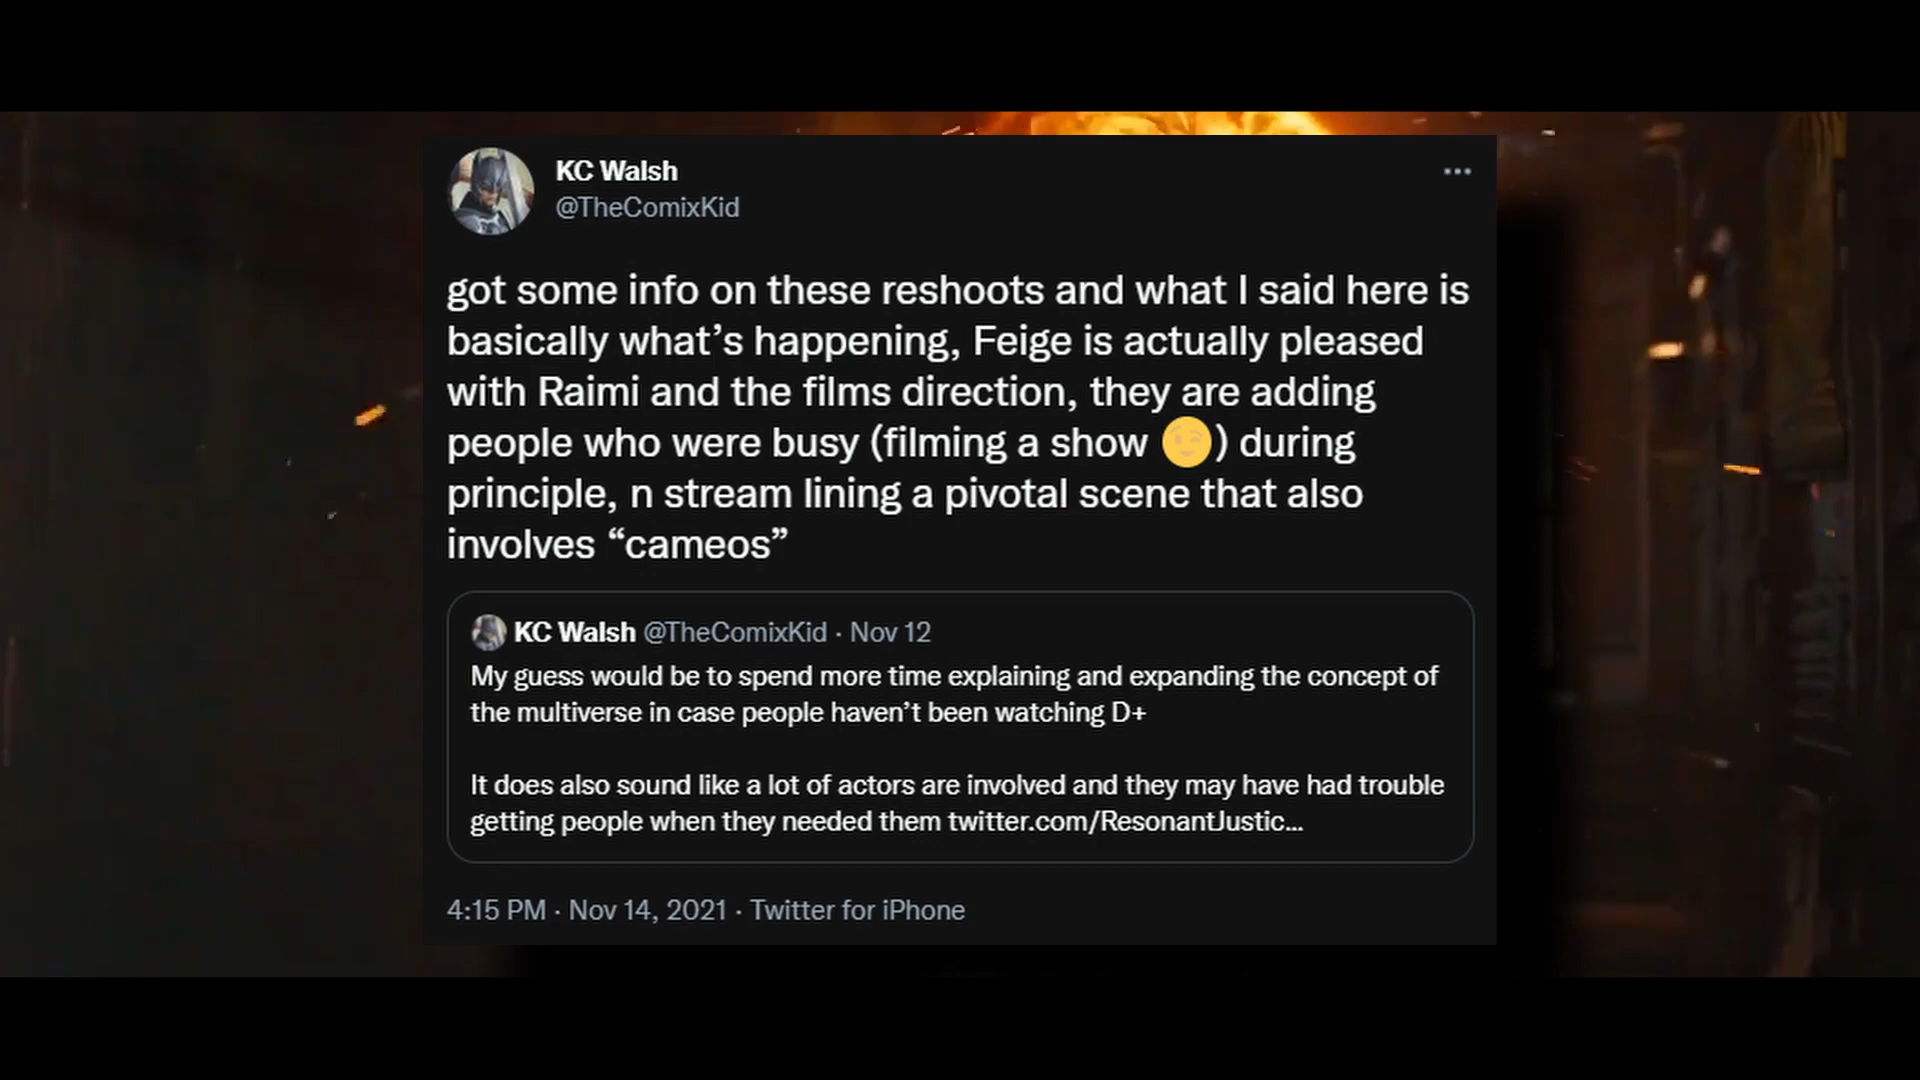 KC Walsh
@TheComixKid
got some info on these reshoots and what I said here is
basically what’s happening, Feige is actually pleased
with Raimi and the films direction, they are adding
people who were busy (filming a show 😉) during
principle, n stream lining a pivotal scene that also
involves “cameos”
KC Walsh @TheComixKid · Nov 12
My guess would be to spend more time explaining and expanding the concept of
the multiverse in case people haven’t been watching D+
It does also sound like a lot of actors are involved and they may have had trouble
getting people when they needed them twitter.com/ResonantJustic...
4:15 PM · Nov 14, 2021 · Twitter for iPhone